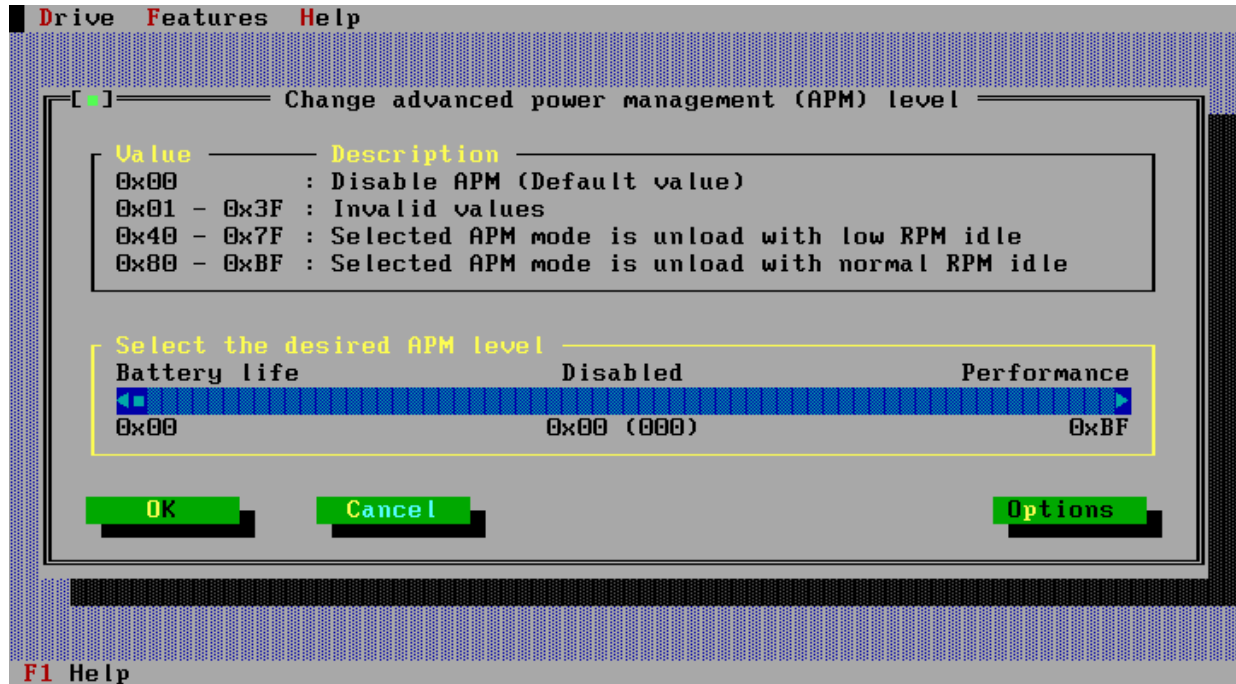 Drive Features Help
Change advanced power management (APM) level
Value Description
0x00 : Disable APM (Default value)
0x01 - 0x3F : Invalid values
0x40 - 0x7F : Selected APM mode is unload with low RPM idle
0x80 - 0xBF : Selected APM mode is unload with normal RPM idle
Select the desired APM level
Battery life Disabled Performance
0x00 0x00 (000) 0xBF
OK Cancel Options
F1 Help